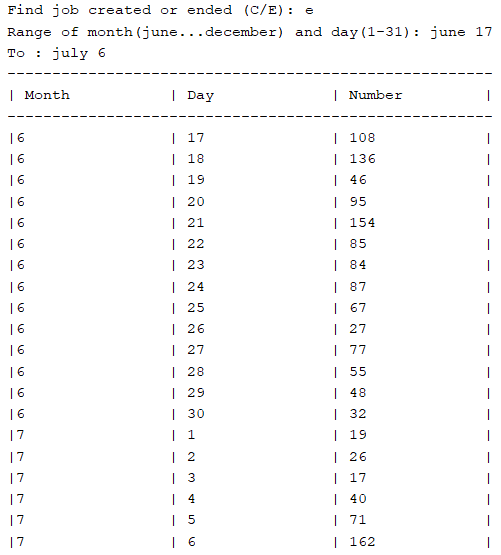 Find job created or ended (C/E): e
Range of month(june...december) and day(1-31): june 17
To : july 6
------------------------------------------------------
| Month | Day | Number |
------------------------------------------------------
|6 | 17 | 108 |
|6 | 18 | 136 |
|6 | 19 | 46 |
|6 | 20 | 95 |
|6 | 21 | 154 |
|6 | 22 | 85 |
|6 | 23 | 84 |
|6 | 24 | 87 |
|6 | 25 | 67 |
|6 | 26 | 27 |
|6 | 27 | 77 |
|6 | 28 | 55 |
|6 | 29 | 48 |
|6 | 30 | 32 |
|7 | 1 | 19 |
|7 | 2 | 26 |
|7 | 3 | 17 |
|7 | 4 | 40 |
|7 | 5 | 71 |
|7 | 6 | 162 |